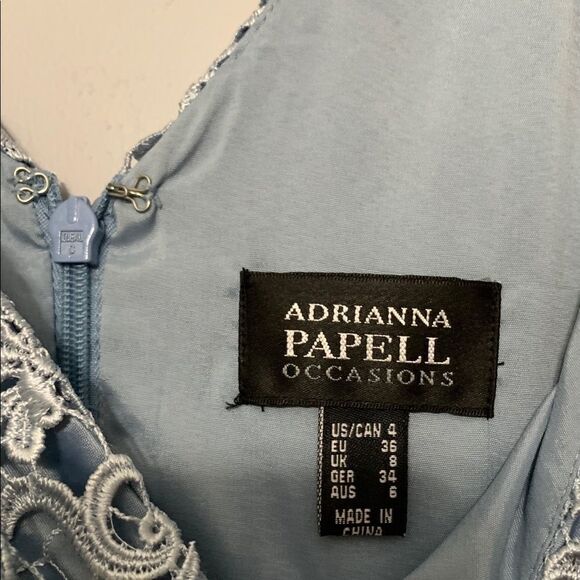 ADRIANNA
PAPELL
OCCASIONS
US/CAN 4
EU 36
UK 8
GER 34
AUS 6
MADE IN
CHINA